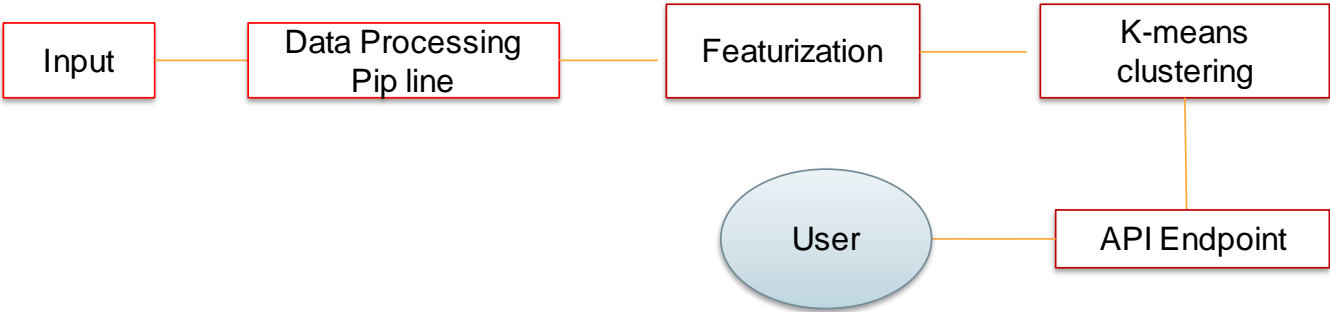 Input
Data Processing
Pip line
Featurization
K-means
clustering
User
API Endpoint